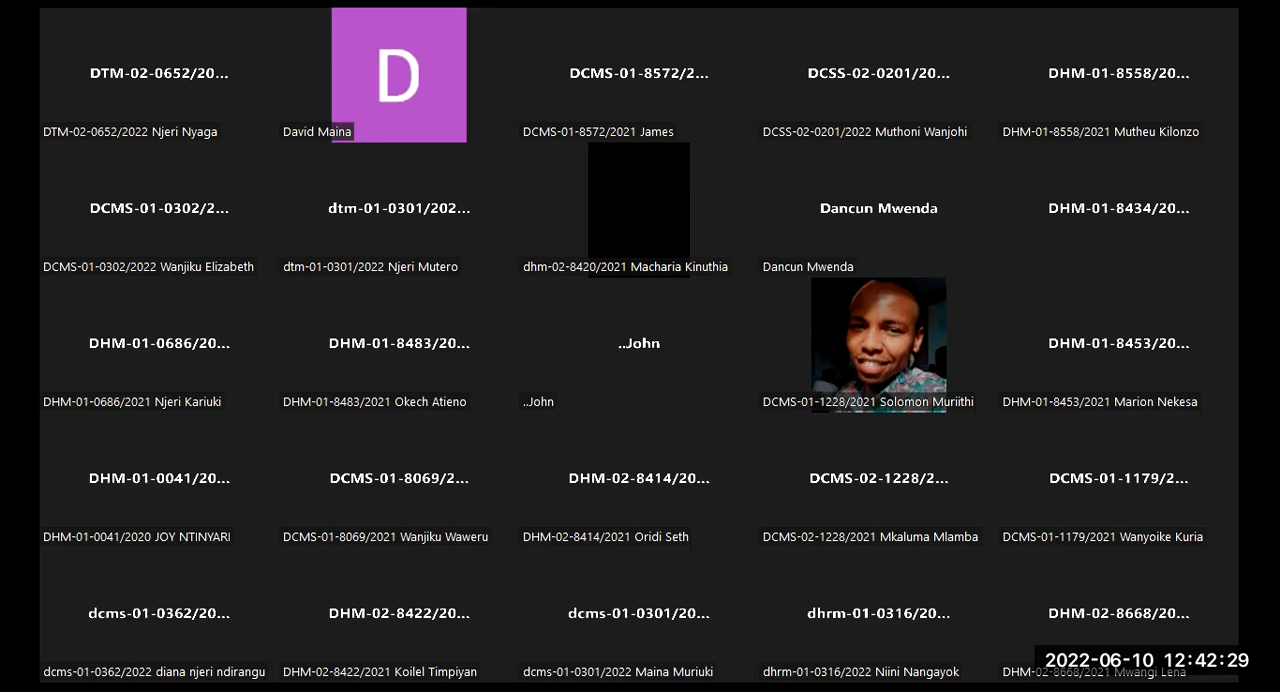 DTM-02-0652/20...
D
DCMS-01-8572/2...
DCSS-02-0201/20...
DHM-01-8558/20...
DTM-02-0652/2022 Njeri Nyaga
David Maina
DCMS-01-8572/2021 James
DCSS-02-0201/2022 Muthoni Wanjohi
DHM-01-8558/2021 Mutheu Kilonzo
DCMS-01-0302/2...
dtm-01-0301/202...
Dancun Mwenda
DHM-01-8434/20...
DCMS-01-0302/2022 Wanjiku Elizabeth
dtm-01-0301/2022 Njeri Mutero
dhm-02-8420/2021 Macharia Kinuthia
Dancun Mwenda
DHM-01-0686/20...
DHM-01-8483/20...
..John
DHM-01-8453/20...
DHM-01-0686/2021 Njeri Kariuki
DHM-01-8483/2021 Okech Atieno
..John
DCMS-01-1228/2021 Solomon Muriithi
DHM-01-8453/2021 Marion Nekesa
DHM-01-0041/20...
DCMS-01-8069/2...
DHM-02-8414/20...
DCMS-02-1228/2...
DCMS-01-1179/2...
DHM-01-0041/2020 JOY NTINYARI
DCMS-01-8069/2021 Wanjiku Waweru
DHM-02-8414/2021 Oridi Seth
DCMS-02-1228/2021 Mkaluma Mlamba
DCMS-01-1179/2021 Wanyoike Kuria
dcms-01-0362/20...
DHM-02-8422/20...
dcms-01-0301/20...
dhrm-01-0316/20...
DHM-02-8668/20...
dcms-01-0362/2022 diana njeri ndirangu
DHM-02-8422/2021 Koilel Timpiyan
dcms-01-0301/2022 Maina Muriuki
dhrm-01-0316/2022 Niini Nangayok
DHM-02-8668/2021 Mwangi Lena
2022-06-10 12:42:29